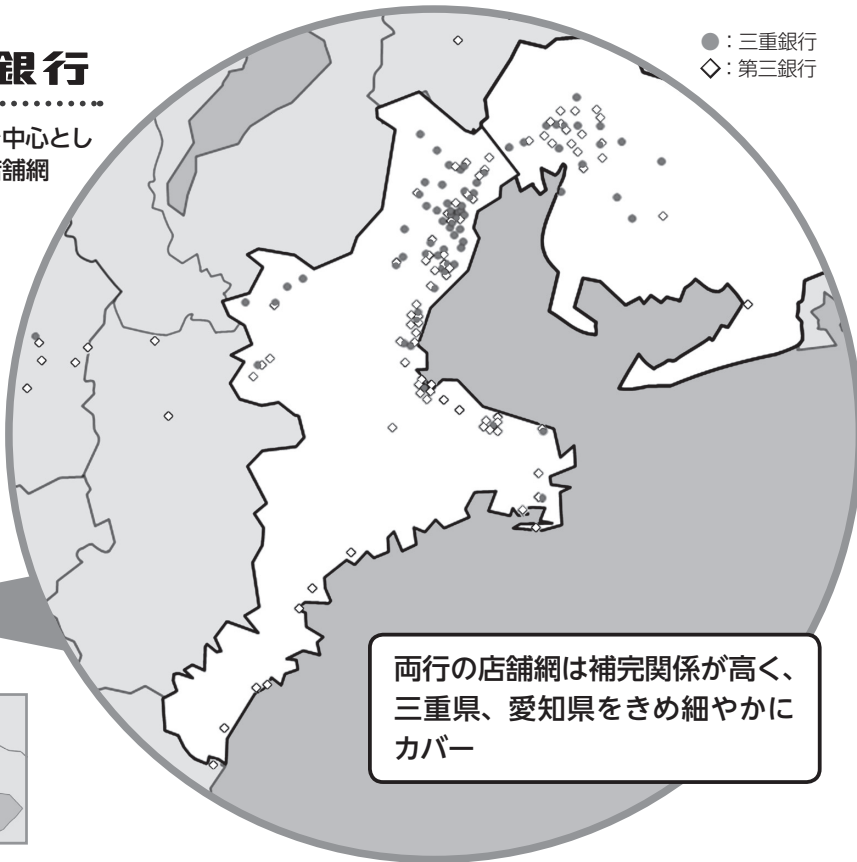 銀行
中心とし
店舗網
●：三重銀行
◇：第三銀行
両行の店舗網は補完関係が高く、
三重県、愛知県をきめ細やかに
カバー